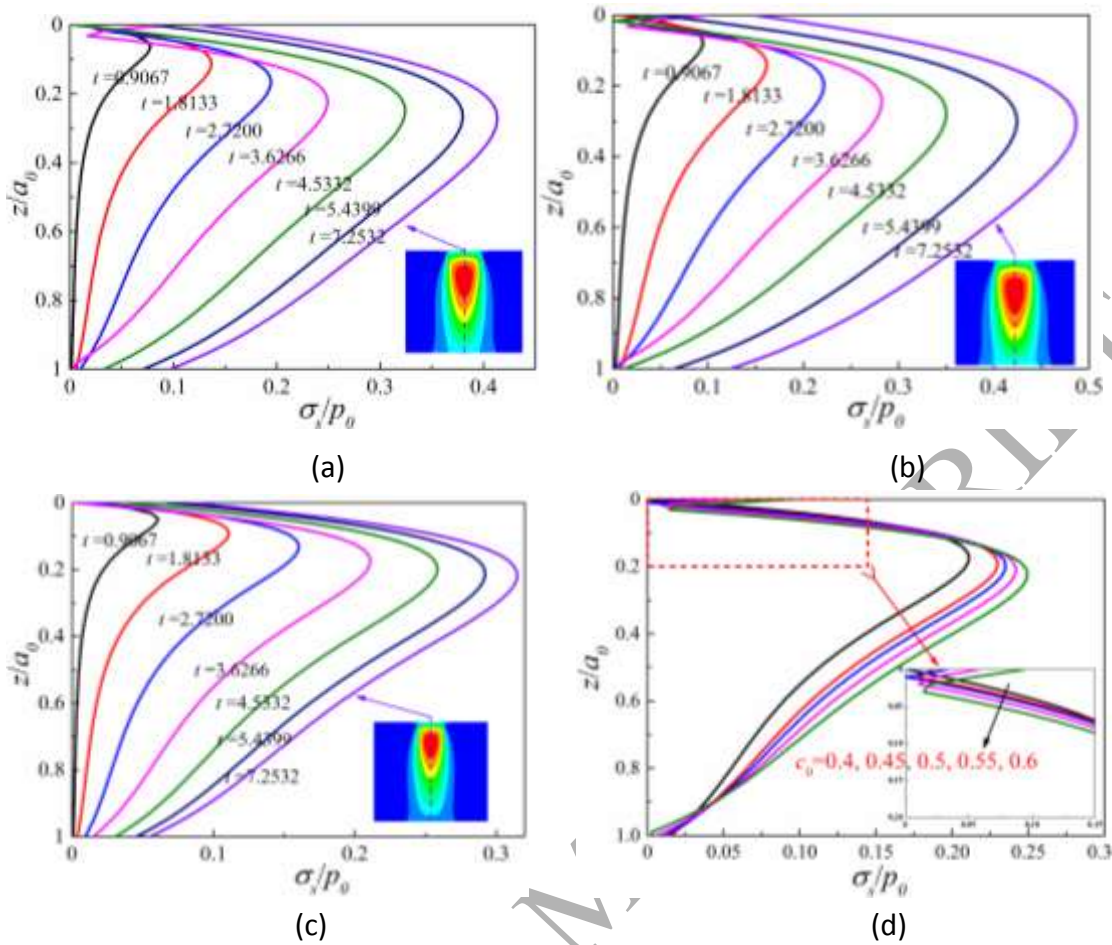 0
0.2
0.4
0.6
0.8
1
z/a₀
0 0.1 0.2 0.3 0.4
σₛ/p₀
t =0.9067
t =1.8133
t =2.7200
t =3.6266
t =4.5332
t =5.4399
t =7.2532
(a)
0
0.2
0.4
0.6
0.8
1
z/a₀
0 0.1 0.2 0.3 0.4 0.5
σₛ/p₀
t =0.9067
t =1.8133
t =2.7200
t =3.6266
t =4.5332
t =5.4399
t =7.2532
(b)
0
0.2
0.4
0.6
0.8
1
z/a₀
0 0.1 0.2 0.3
σₛ/p₀
t =0.9067
t =1.8133
t =2.7200
t =3.6266
t =4.5332
t =5.4399
t =7.2532
(c)
0
0.2
0.4
0.6
0.8
1.0
z/a₀
0 0.05 0.10 0.15 0.20 0.25 0.3
σₛ/p₀
c₀=0.4, 0.45, 0.5, 0.55, 0.6
(d)